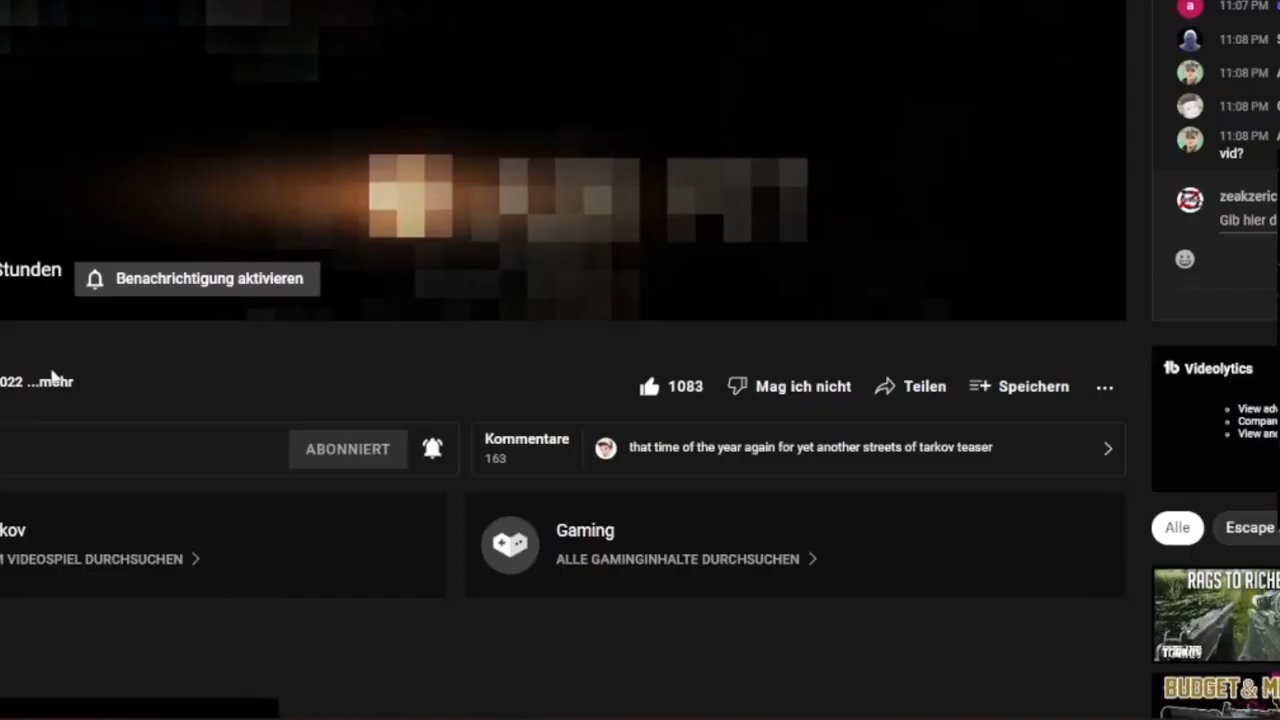 11:07 PM
11:08 PM
11:08 PM
11:08 PM
11:08 PM
vid?
zeakzeric
Gib hier d
Stunden
Benachrichtigung aktivieren
022 ...mehr
1083
Mag ich nicht
Teilen
Speichern
Videolytics
View ad
Compar
View an
ABONNIERT
Kommentare
163
that time of the year again for yet another streets of tarkov teaser
Alle
Escape
kov
M VIDEOSPIEL DURCHSUCHEN
Gaming
ALLE GAMINGINHALTE DURCHSUCHEN
RAGS TO RICHE
TARKOV
BUDGET & M